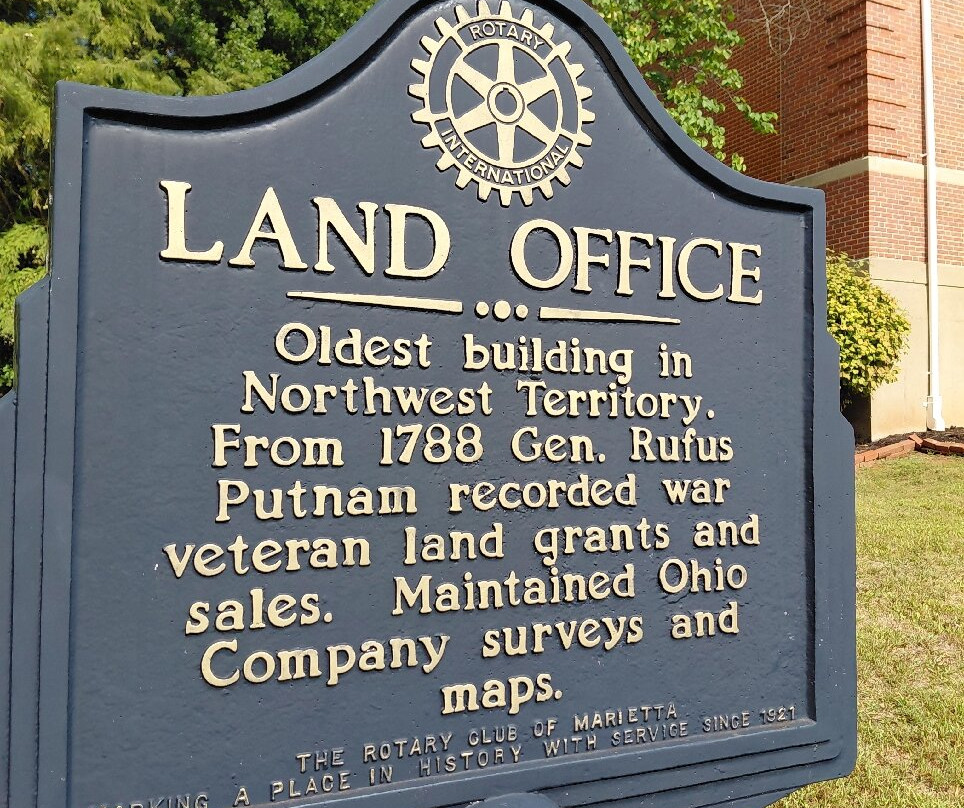 ROTARY
INTERNATIONAL
LAND OFFICE
Oldest building in
Northwest Territory.
From 1788 Gen. Rufus
Putnam recorded war
veteran land grants and
sales. Maintained Ohio
Company surveys and
maps.
THE ROTARY CLUB OF MARIETTA
MARKING A PLACE IN HISTORY WITH SERVICE SINCE 1921